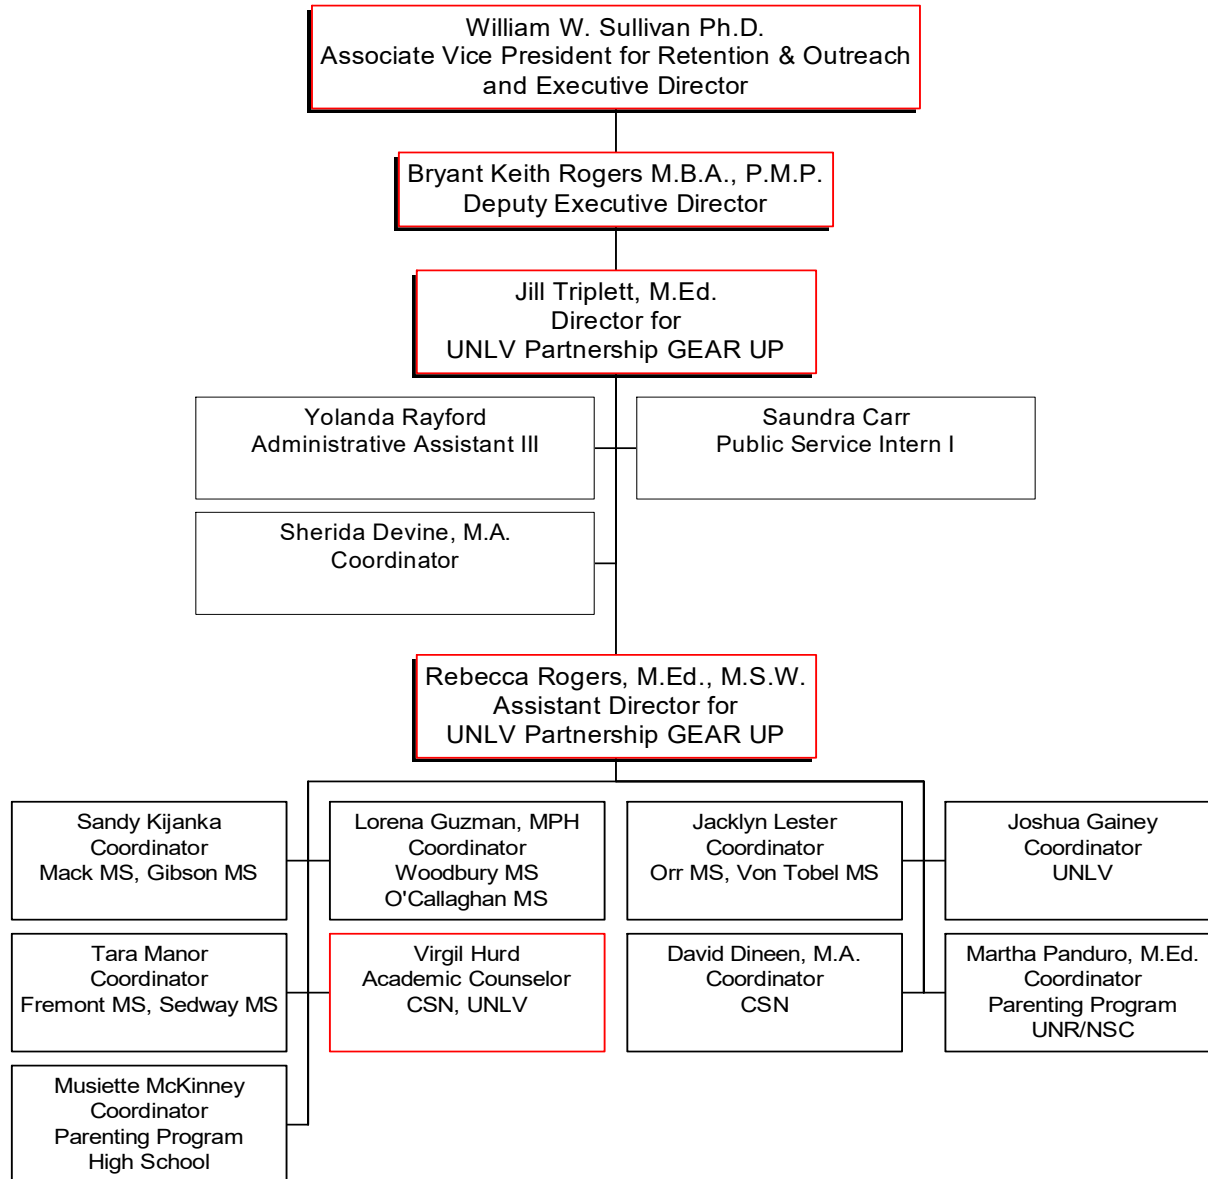 William W. Sullivan Ph.D.
Associate Vice President for Retention & Outreach
and Executive Director
Bryant Keith Rogers M.B.A., P.M.P.
Deputy Executive Director
Jill Triplett, M.Ed.
Director for
UNLV Partnership GEAR UP
Yolanda Rayford
Administrative Assistant III
Saundra Carr
Public Service Intern I
Sherida Devine, M.A.
Coordinator
Rebecca Rogers, M.Ed., M.S.W.
Assistant Director for
UNLV Partnership GEAR UP
Sandy Kijanka
Coordinator
Mack MS, Gibson MS
Lorena Guzman, MPH
Coordinator
Woodbury MS
O'Callaghan MS
Jacklyn Lester
Coordinator
Orr MS, Von Tobel MS
Joshua Gainey
Coordinator
UNLV
Tara Manor
Coordinator
Fremont MS, Sedway MS
Virgil Hurd
Academic Counselor
CSN, UNLV
David Dineen, M.A.
Coordinator
CSN
Martha Panduro, M.Ed.
Coordinator
Parenting Program
UNR/NSC
Musiette McKinney
Coordinator
Parenting Program
High School